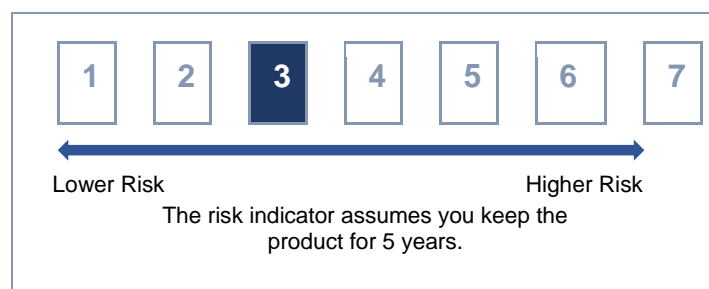 1 2 3 4 5 6 7
Lower Risk Higher Risk
The risk indicator assumes you keep the
product for 5 years.